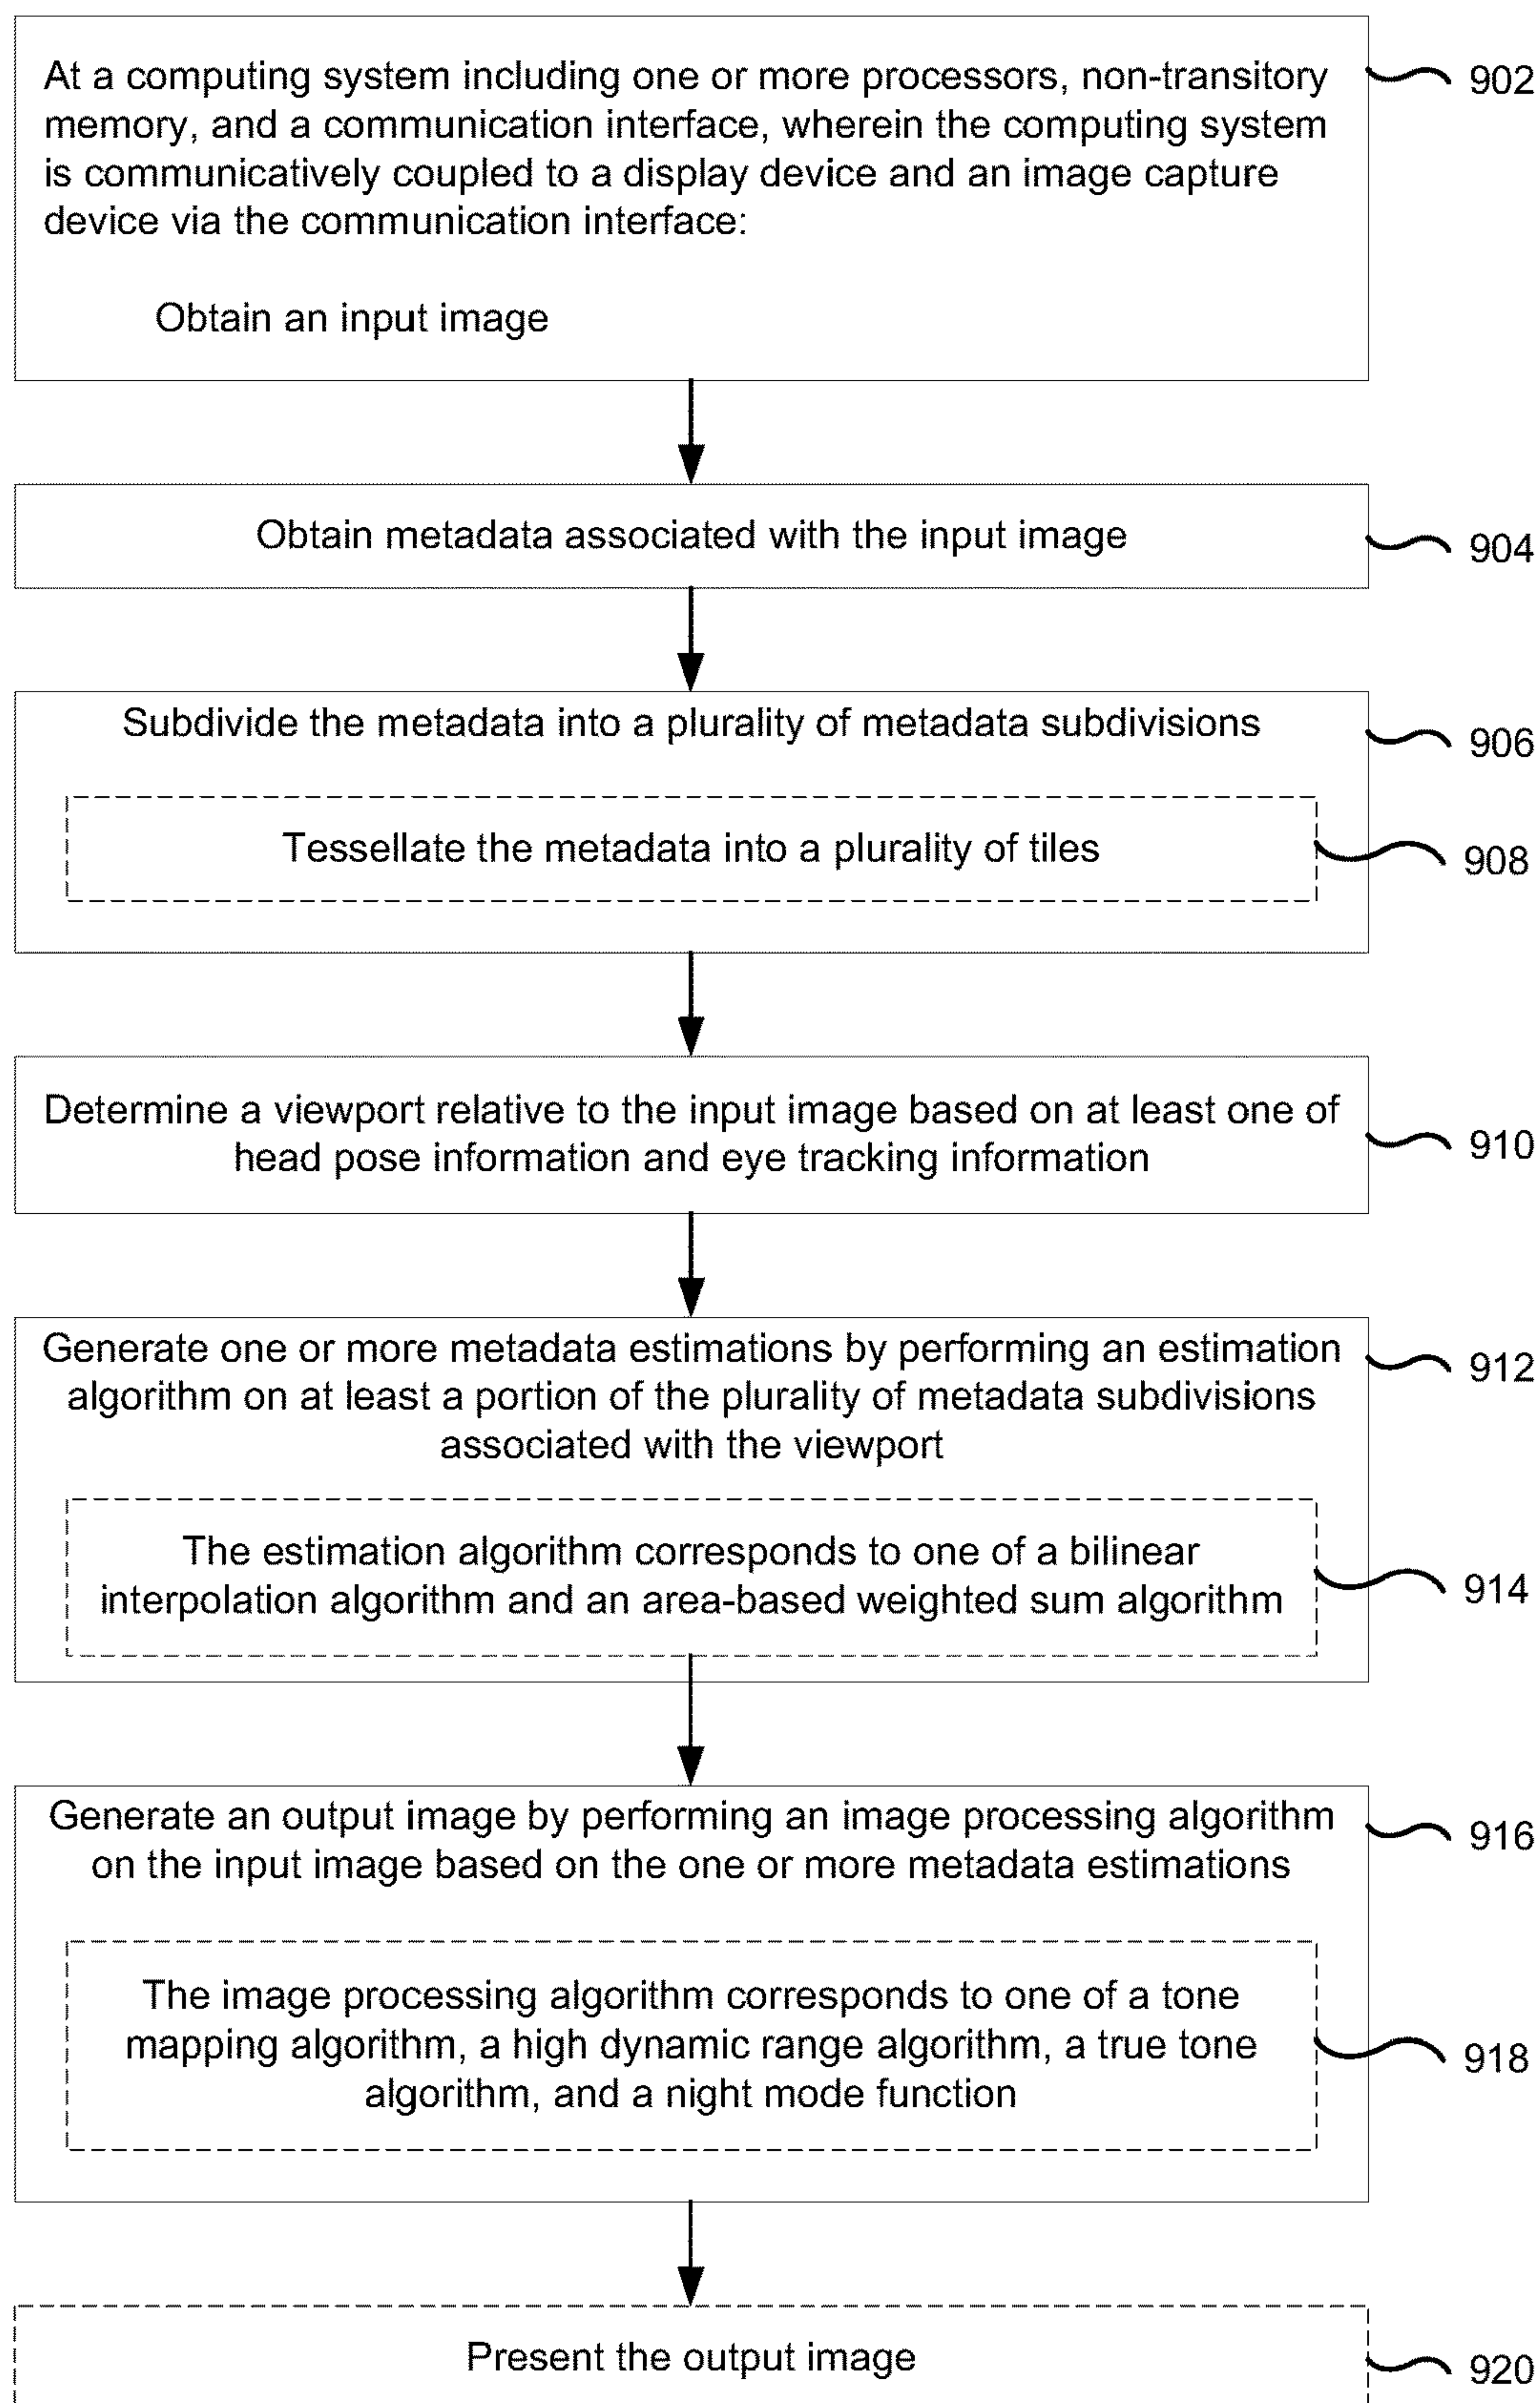 At a computing system including one or more processors, non-transitory
memory, and a communication interface, wherein the computing system
is communicatively coupled to a display device and an image capture
device via the communication interface:
Obtain an input image
902
Obtain metadata associated with the input image
904
Subdivide the metadata into a plurality of metadata subdivisions
906
Tessellate the metadata into a plurality of tiles
908
Determine a viewport relative to the input image based on at least one of
head pose information and eye tracking information
910
Generate one or more metadata estimations by performing an estimation
algorithm on at least a portion of the plurality of metadata subdivisions
associated with the viewport
912
The estimation algorithm corresponds to one of a bilinear
interpolation algorithm and an area-based weighted sum algorithm
914
Generate an output image by performing an image processing algorithm
on the input image based on the one or more metadata estimations
916
The image processing algorithm corresponds to one of a tone
mapping algorithm, a high dynamic range algorithm, a true tone
algorithm, and a night mode function
918
Present the output image
920